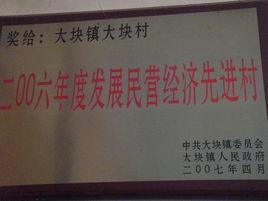 奖给：大块镇大块村
二00六年度发展民营经济先进村
中共大块镇委员会
大块镇人民政府
二00七年四月